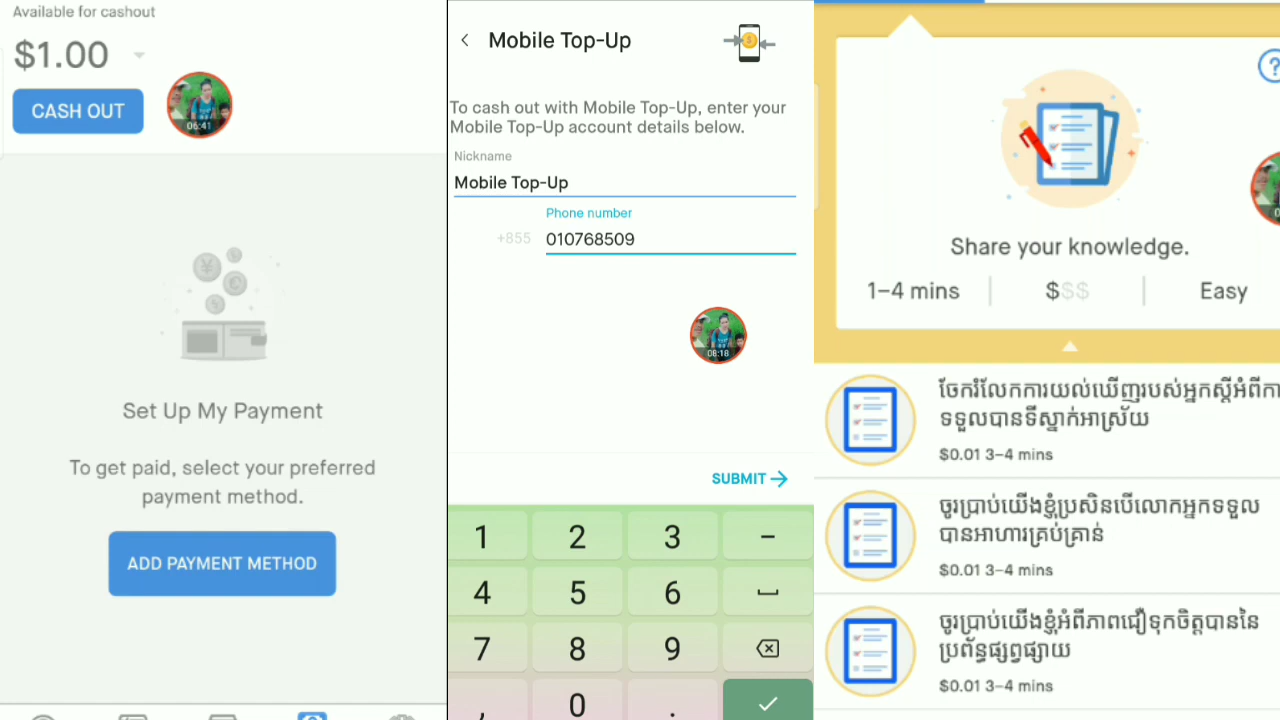 Available for cashout
$1.00
CASH OUT
06:41
Set Up My Payment
To get paid, select your preferred
payment method.
ADD PAYMENT METHOD
Mobile Top-Up
To cash out with Mobile Top-Up, enter your
Mobile Top-Up account details below.
Nickname
Mobile Top-Up
Phone number
+855 010768509
08:18
SUBMIT
1 2 3 –
4 5 6
7 8 9
, 0 .
?
Share your knowledge.
1–4 mins $$$ Easy
ចែករំលែកការយល់ឃើញរបស់អ្នកស្តីអំពីកា
ទទួលបានទីស្នាក់អាស្រ័យ
$0.01 3–4 mins
ចូរប្រាប់យើងខ្ញុំប្រសិនបើលោកអ្នកទទួល
បានអាហារគ្រប់គ្រាន់
$0.01 3–4 mins
ចូរប្រាប់យើងខ្ញុំអំពីភាពជឿទុកចិត្តបាននៃ
ប្រព័ន្ធផ្សព្វផ្សាយ
$0.01 3–4 mins